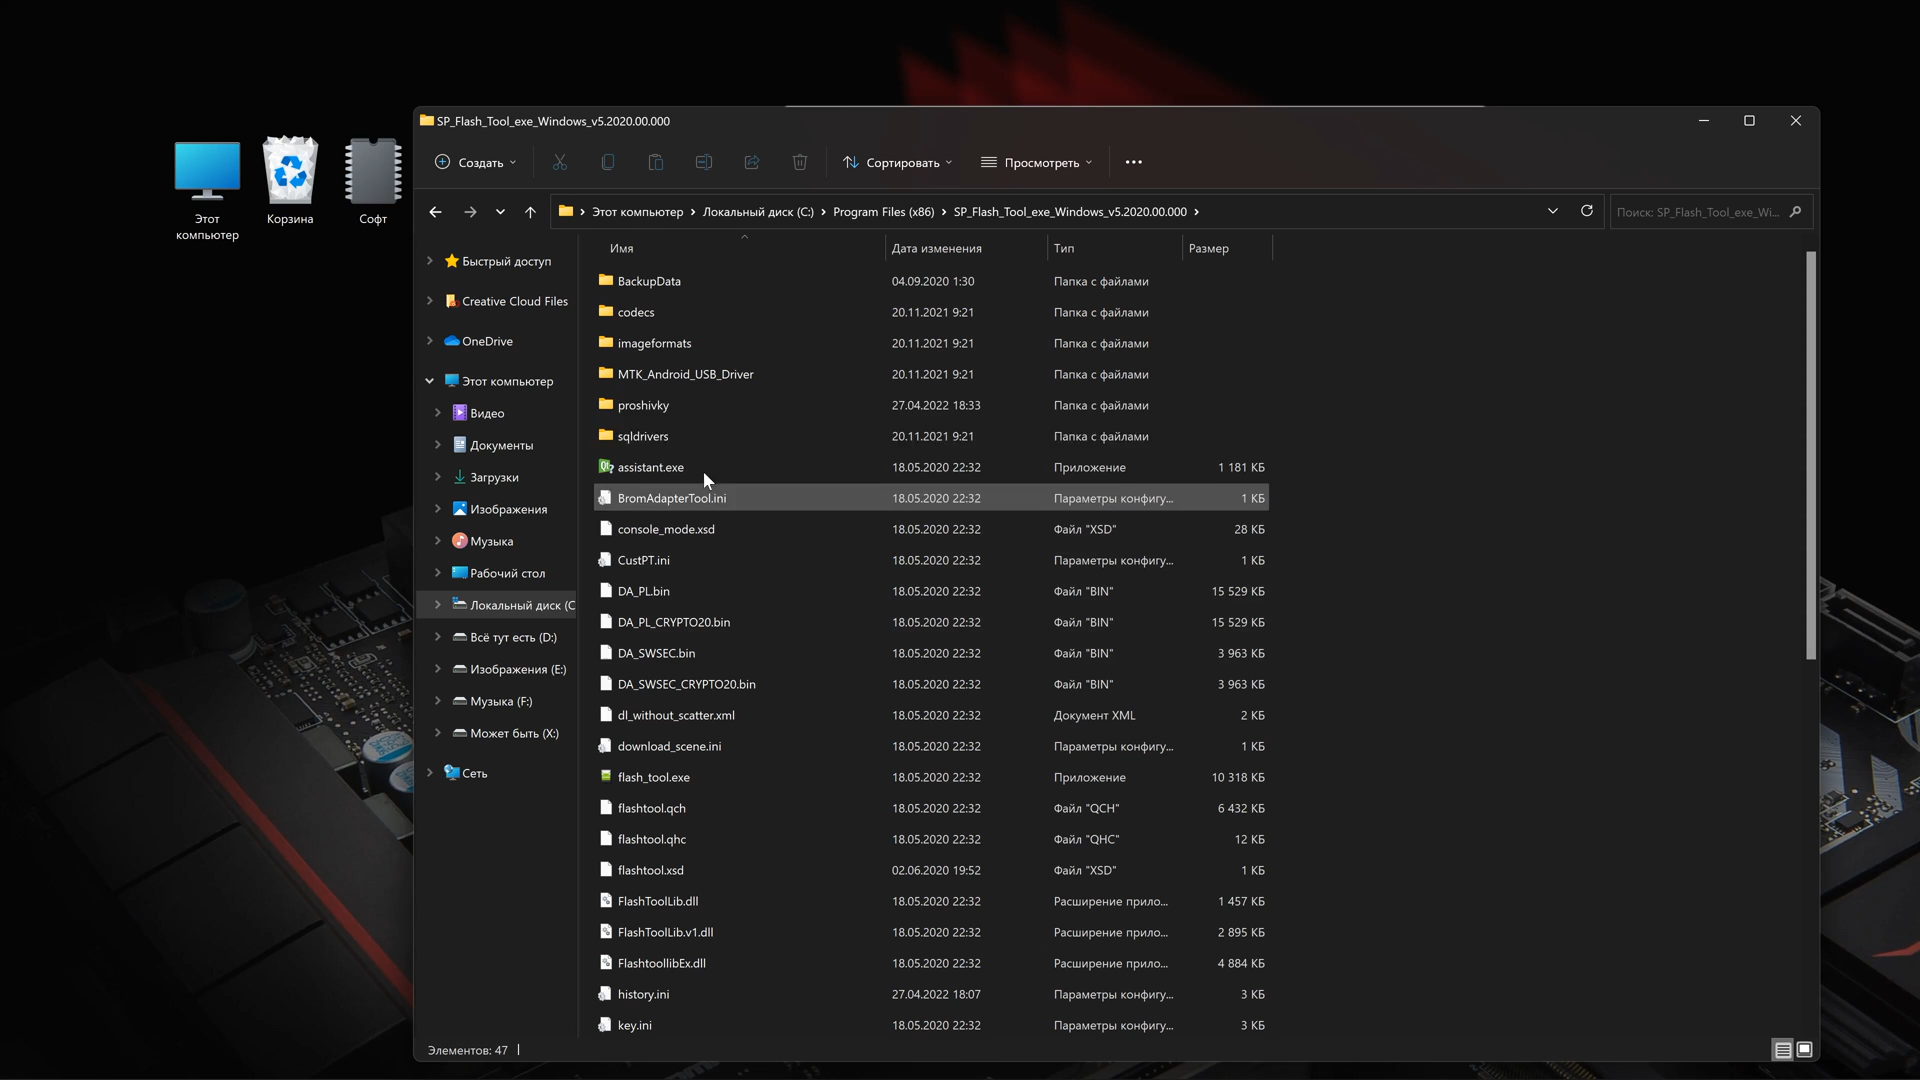 Этот
компьютер
Корзина
Софт
SP_Flash_Tool_exe_Windows_v5.2020.00.000
Создать
Сортировать
Просмотреть
Этот компьютер > Локальный диск (C:) > Program Files (x86) > SP_Flash_Tool_exe_Windows_v5.2020.00.000 >
Поиск: SP_Flash_Tool_exe_Wi...
Быстрый доступ
Creative Cloud Files
OneDrive
Этот компьютер
Видео
Документы
Загрузки
Изображения
Музыка
Рабочий стол
Локальный диск (C
Всё тут есть (D:)
Изображения (E:)
Музыка (F:)
Может быть (X:)
Сеть
Имя Дата изменения Тип Размер
BackupData 04.09.2020 1:30 Папка с файлами
codecs 20.11.2021 9:21 Папка с файлами
imageformats 20.11.2021 9:21 Папка с файлами
MTK_Android_USB_Driver 20.11.2021 9:21 Папка с файлами
proshivky 27.04.2022 18:33 Папка с файлами
sqldrivers 20.11.2021 9:21 Папка с файлами
assistant.exe 18.05.2020 22:32 Приложение 1 181 КБ
BromAdapterTool.ini 18.05.2020 22:32 Параметры конфигу... 1 КБ
console_mode.xsd 18.05.2020 22:32 Файл "XSD" 28 КБ
CustPT.ini 18.05.2020 22:32 Параметры конфигу... 1 КБ
DA_PL.bin 18.05.2020 22:32 Файл "BIN" 15 529 КБ
DA_PL_CRYPTO20.bin 18.05.2020 22:32 Файл "BIN" 15 529 КБ
DA_SWSEC.bin 18.05.2020 22:32 Файл "BIN" 3 963 КБ
DA_SWSEC_CRYPTO20.bin 18.05.2020 22:32 Файл "BIN" 3 963 КБ
dl_without_scatter.xml 18.05.2020 22:32 Документ XML 2 КБ
download_scene.ini 18.05.2020 22:32 Параметры конфигу... 1 КБ
flash_tool.exe 18.05.2020 22:32 Приложение 10 318 КБ
flashtool.qch 18.05.2020 22:32 Файл "QCH" 6 432 КБ
flashtool.qhc 18.05.2020 22:32 Файл "QHC" 12 КБ
flashtool.xsd 02.06.2020 19:52 Файл "XSD" 1 КБ
FlashToolLib.dll 18.05.2020 22:32 Расширение прило... 1 457 КБ
FlashToolLib.v1.dll 18.05.2020 22:32 Расширение прило... 2 895 КБ
FlashtoollibEx.dll 18.05.2020 22:32 Расширение прило... 4 884 КБ
history.ini 27.04.2022 18:07 Параметры конфигу... 3 КБ
key.ini 18.05.2020 22:32 Параметры конфигу... 3 КБ
Элементов: 47